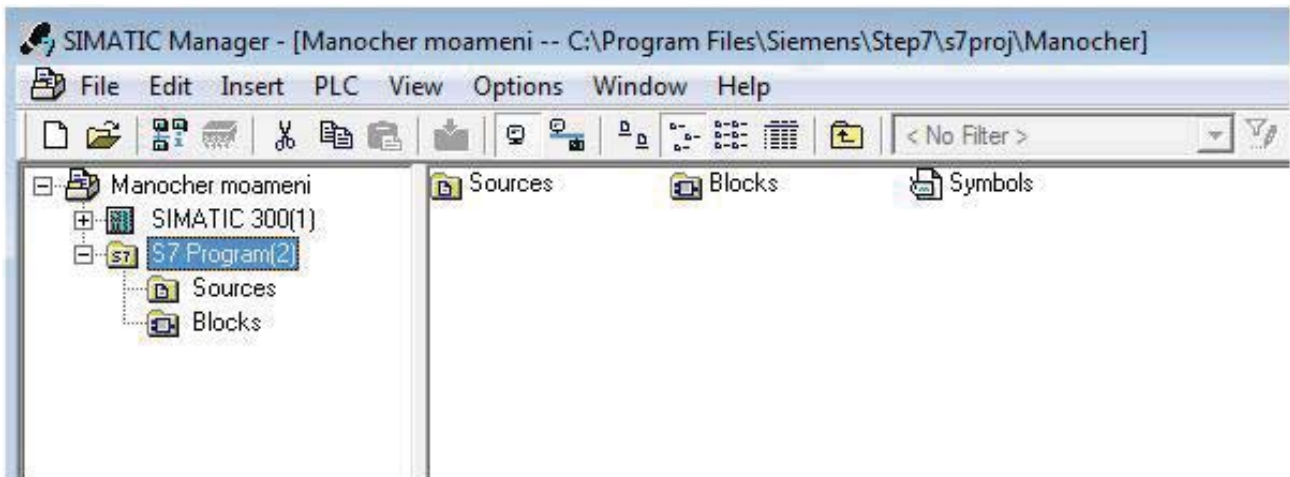 SIMATIC Manager - [Manocher moameni -- C:\Program Files\Siemens\Step7\s7proj\Manocher]
File Edit Insert PLC View Options Window Help
< No Filter >
Manocher moameni
SIMATIC 300(1)
S7 Program(2)
Sources
Blocks
Sources Blocks Symbols